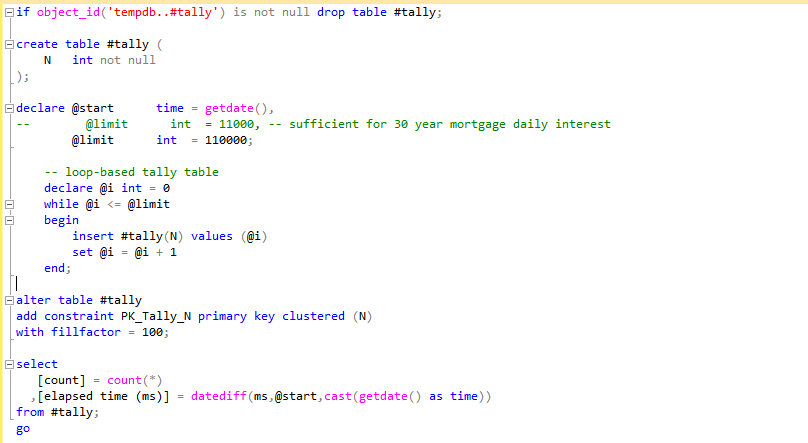 if object_id('tempdb..#tally') is not null drop table #tally;
create table #tally (
N int not null
);
declare @start time = getdate(),
-- @limit int = 11000, -- sufficient for 30 year mortgage daily interest
@limit int = 110000;
-- loop-based tally table
declare @i int = 0
while @i <= @limit
begin
insert #tally(N) values (@i)
set @i = @i + 1
end;
alter table #tally
add constraint PK_Tally_N primary key clustered (N)
with fillfactor = 100;
select
[count] = count(*)
,[elapsed time (ms)] = datediff(ms,@start,cast(getdate() as time))
from #tally;
go